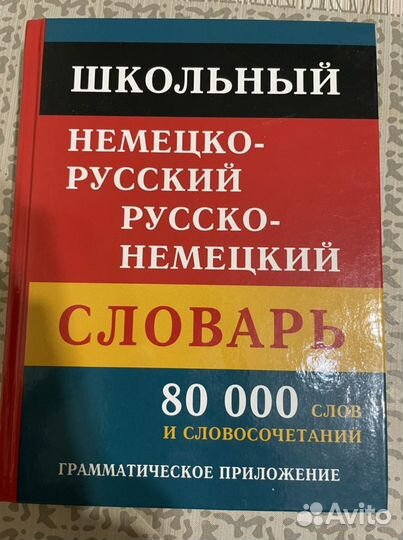 ШКОЛЬНЫЙ
НЕМЕЦКО-
РУССКИЙ
РУССКО-
НЕМЕЦКИЙ
СЛОВАРЬ
80 000 СЛОВ
И СЛОВОСОЧЕТАНИЙ
ГРАММАТИЧЕСКОЕ ПРИЛОЖЕНИЕ
Avito